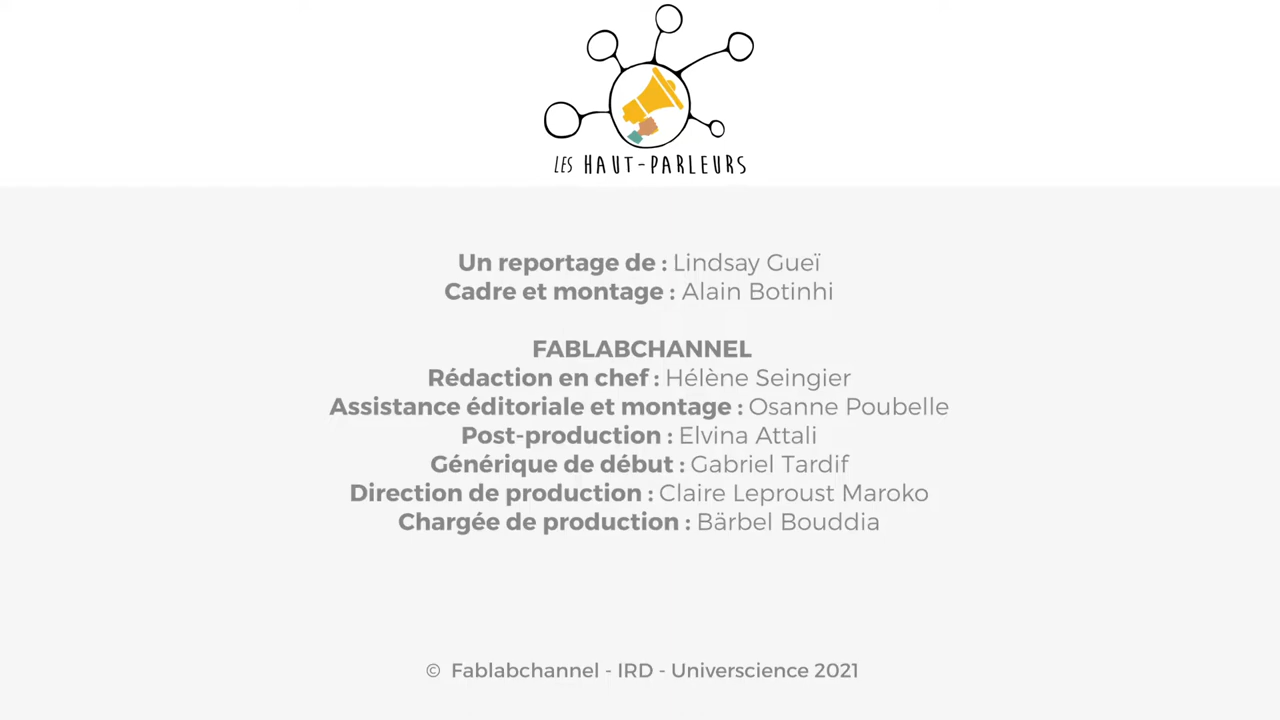 LES HAUT-PARLEURS
Un reportage de : Lindsay Gueï
Cadre et montage : Alain Botinhi
FABLABCHANNEL
Rédaction en chef : Hélène Seingier
Assistance éditoriale et montage : Osanne Poubelle
Post-production : Elvina Attali
Générique de début : Gabriel Tardif
Direction de production : Claire Leproust Maroko
Chargée de production : Bärbel Bouddia
© Fablabchannel - IRD - Universcience 2021